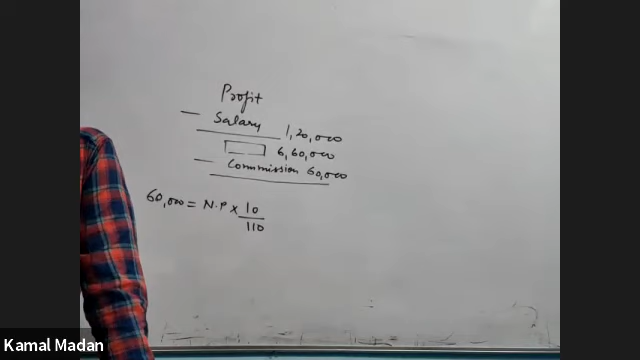 Profit
— Salary 1,20,000
6,60,000
— Commission 60,000
60,000 = N.P × 10
110
Kamal Madan